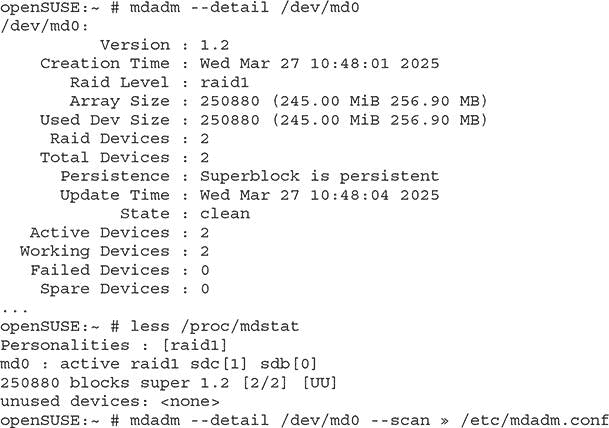 openSUSE:~ # mdadm --detail /dev/md0
/dev/md0:
Version : 1.2
Creation Time : Wed Mar 27 10:48:01 2025
Raid Level : raid1
Array Size : 250880 (245.00 MiB 256.90 MB)
Used Dev Size : 250880 (245.00 MiB 256.90 MB)
Raid Devices : 2
Total Devices : 2
Persistence : Superblock is persistent
Update Time : Wed Mar 27 10:48:04 2025
State : clean
Active Devices : 2
Working Devices : 2
Failed Devices : 0
Spare Devices : 0
...
openSUSE:~ # less /proc/mdstat
Personalities : [raid1]
md0 : active raid1 sdc[1] sdb[0]
250880 blocks super 1.2 [2/2] [UU]
unused devices: <none>
openSUSE:~ # mdadm --detail /dev/md0 --scan » /etc/mdadm.conf